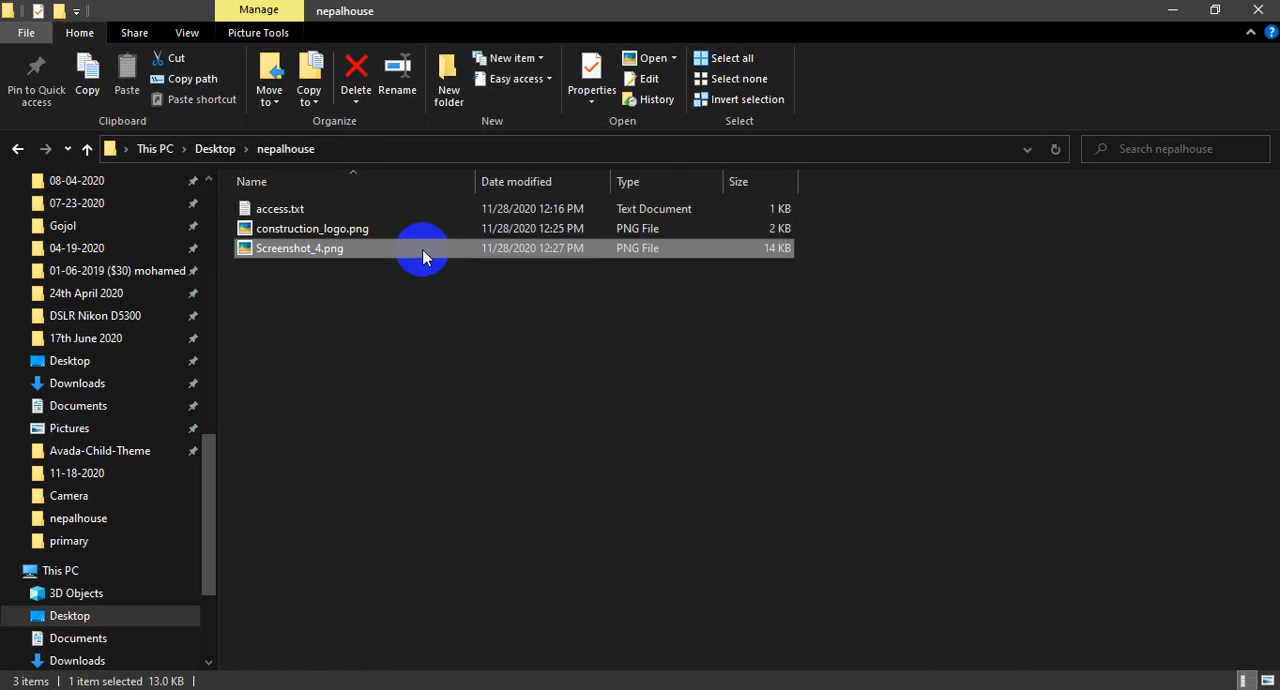 Manage nepalhouse
File Home Share View Picture Tools
Pin to Quick access
Copy
Paste
Cut
Copy path
Paste shortcut
Clipboard
Move to
Copy to
Delete
Rename
Organize
New folder
New item
Easy access
New
Properties
Open
Edit
History
Open
Select all
Select none
Invert selection
Select
This PC Desktop nepalhouse Search nepalhouse
08-04-2020
07-23-2020
Gojol
04-19-2020
01-06-2019 ($30) mohamed
24th April 2020
DSLR Nikon D5300
17th June 2020
Desktop
Downloads
Documents
Pictures
Avada-Child-Theme
11-18-2020
Camera
nepalhouse
primary
This PC
3D Objects
Desktop
Documents
Downloads
Name Date modified Type Size
access.txt 11/28/2020 12:16 PM Text Document 1 KB
construction_logo.png 11/28/2020 12:25 PM PNG File 2 KB
Screenshot_4.png 11/28/2020 12:27 PM PNG File 14 KB
3 items 1 item selected 13.0 KB